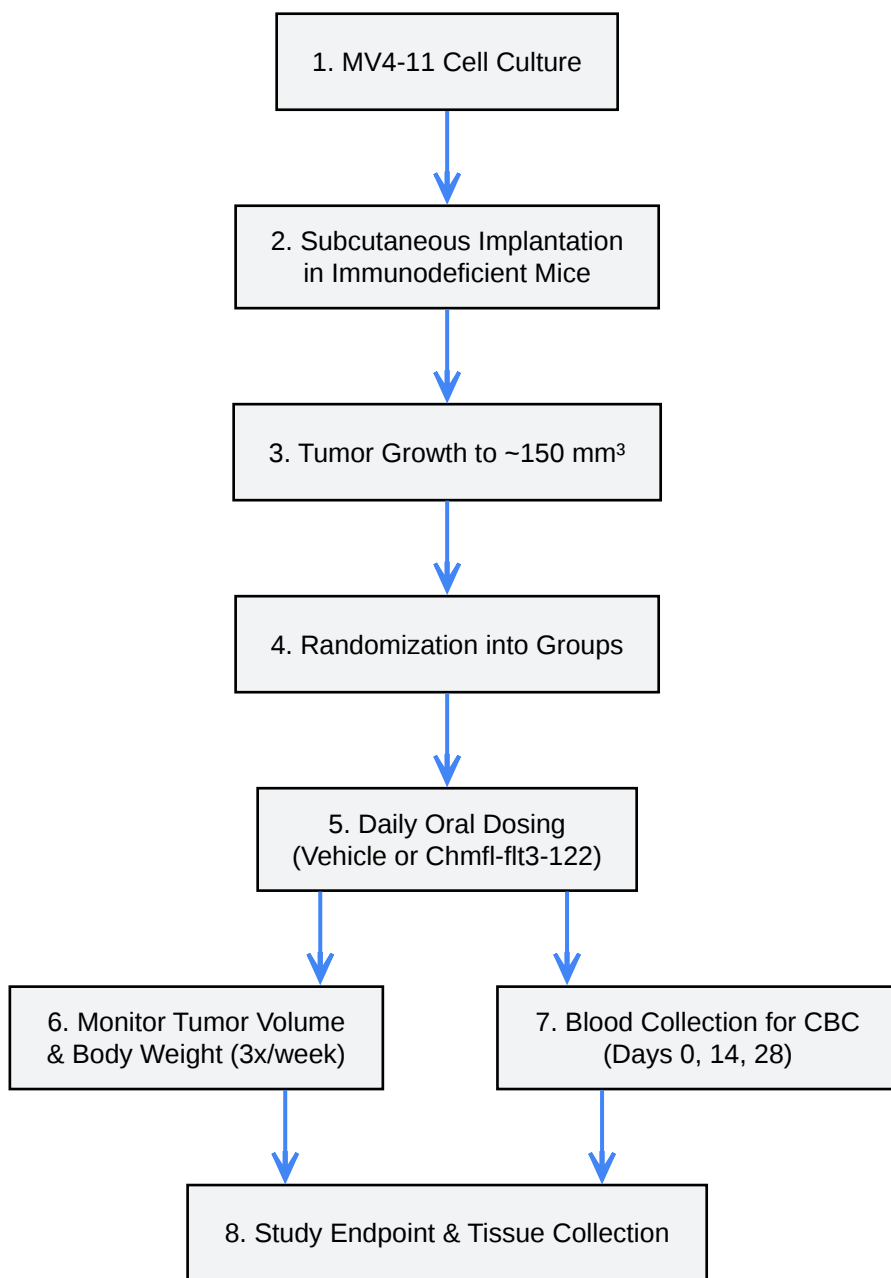 1. MV4-11 Cell Culture
2. Subcutaneous Implantation
in Immunodeficient Mice
3. Tumor Growth to ~150 mm³
4. Randomization into Groups
5. Daily Oral Dosing
(Vehicle or Chmfl-flt3-122)
6. Monitor Tumor Volume
& Body Weight (3x/week)
7. Blood Collection for CBC
(Days 0, 14, 28)
8. Study Endpoint & Tissue Collection